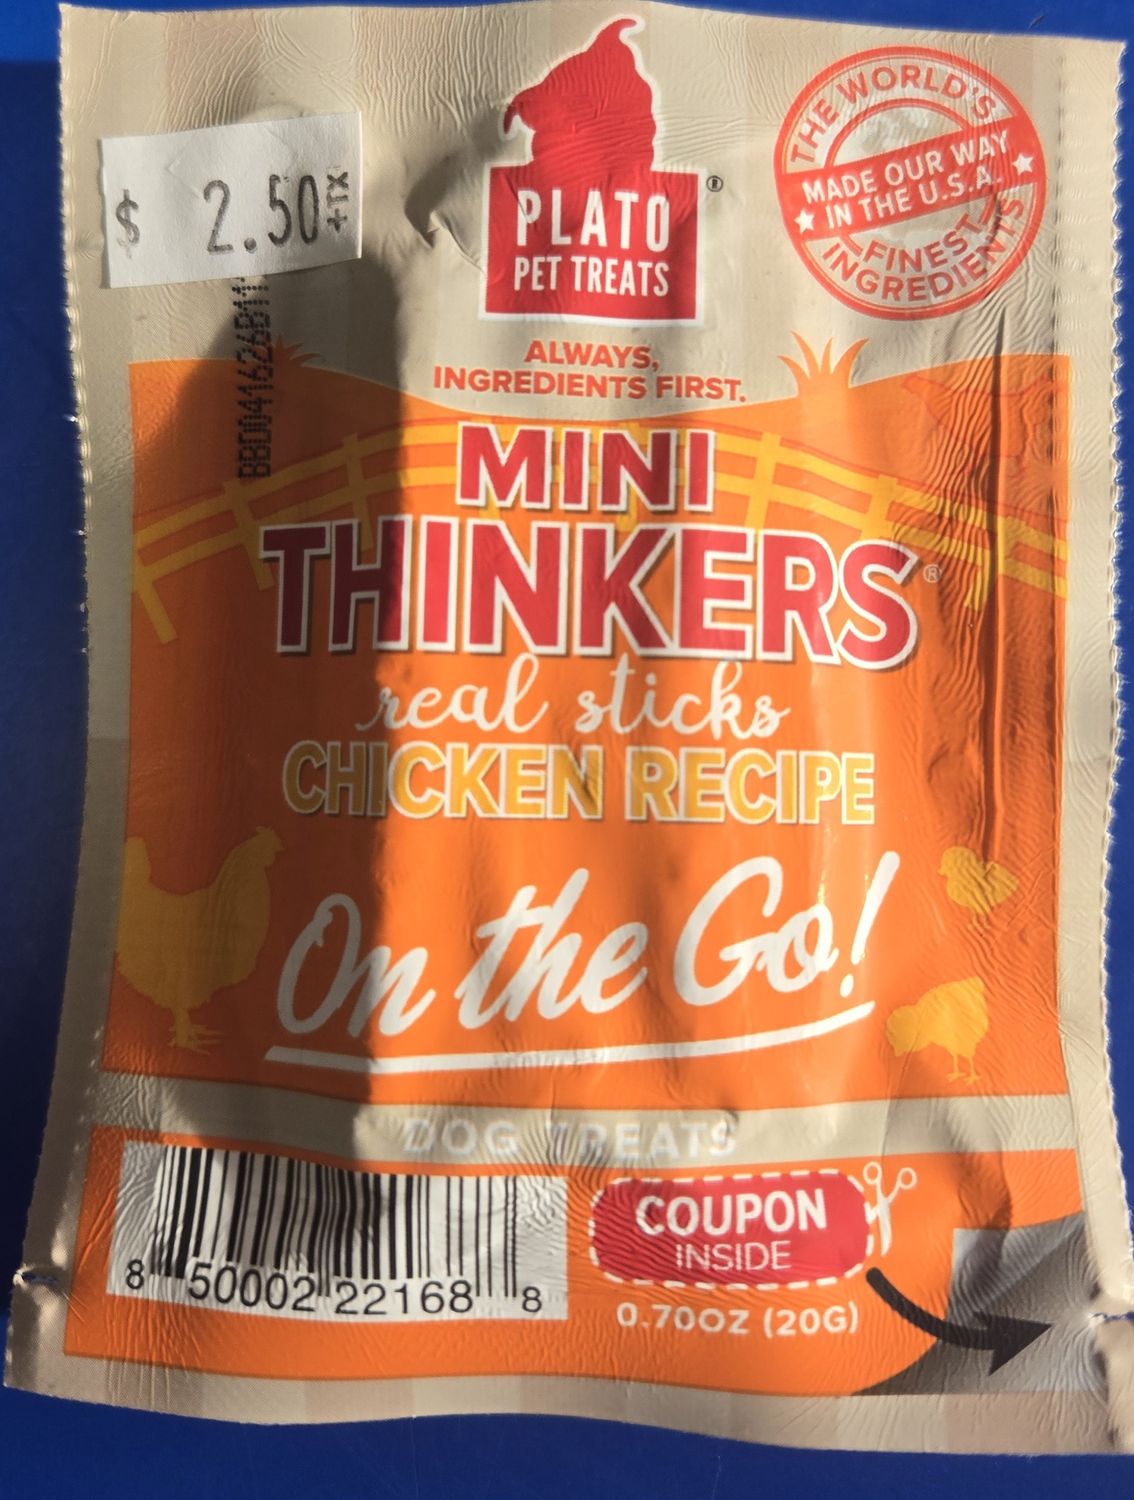 $ 2.50+TX
PLATO®
PET TREATS
ALWAYS,
INGREDIENTS FIRST.
THE WORLD'S
MADE OUR WAY
IN THE U.S.A.
FINEST
INGREDIENTS
MINI
THINKERS®
real sticks
CHICKEN RECIPE
On the Go!
DOG TREATS
8 50002 22168 8
COUPON
INSIDE
0.70OZ (20G)